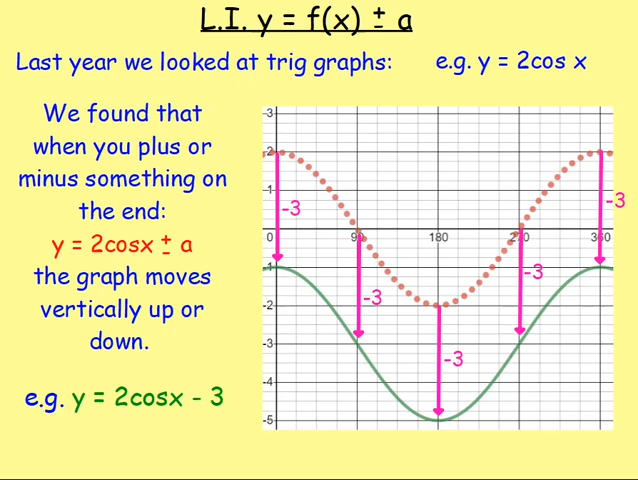 L.I. y = f(x) ± a
Last year we looked at trig graphs: e.g. y = 2cos x
We found that
when you plus or
minus something on
the end:
y = 2cosx ± a
the graph moves
vertically up or
down.
e.g. y = 2cosx - 3
3
2
1
0 90 180 270 360
-1
-2
-3
-4
-5
-3
-3
-3
-3
-3